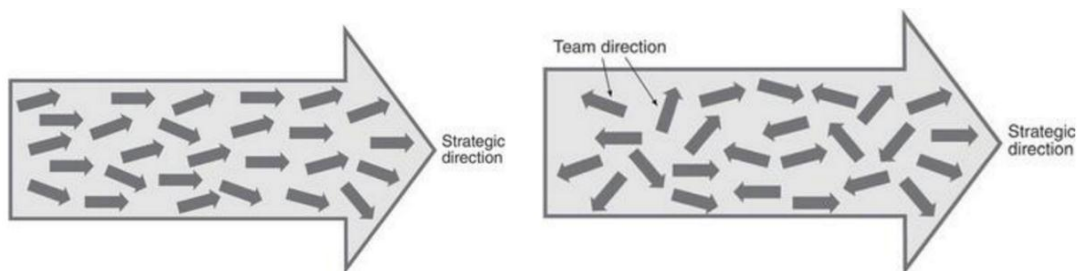 Team direction
Strategic
direction
Strategic
direction